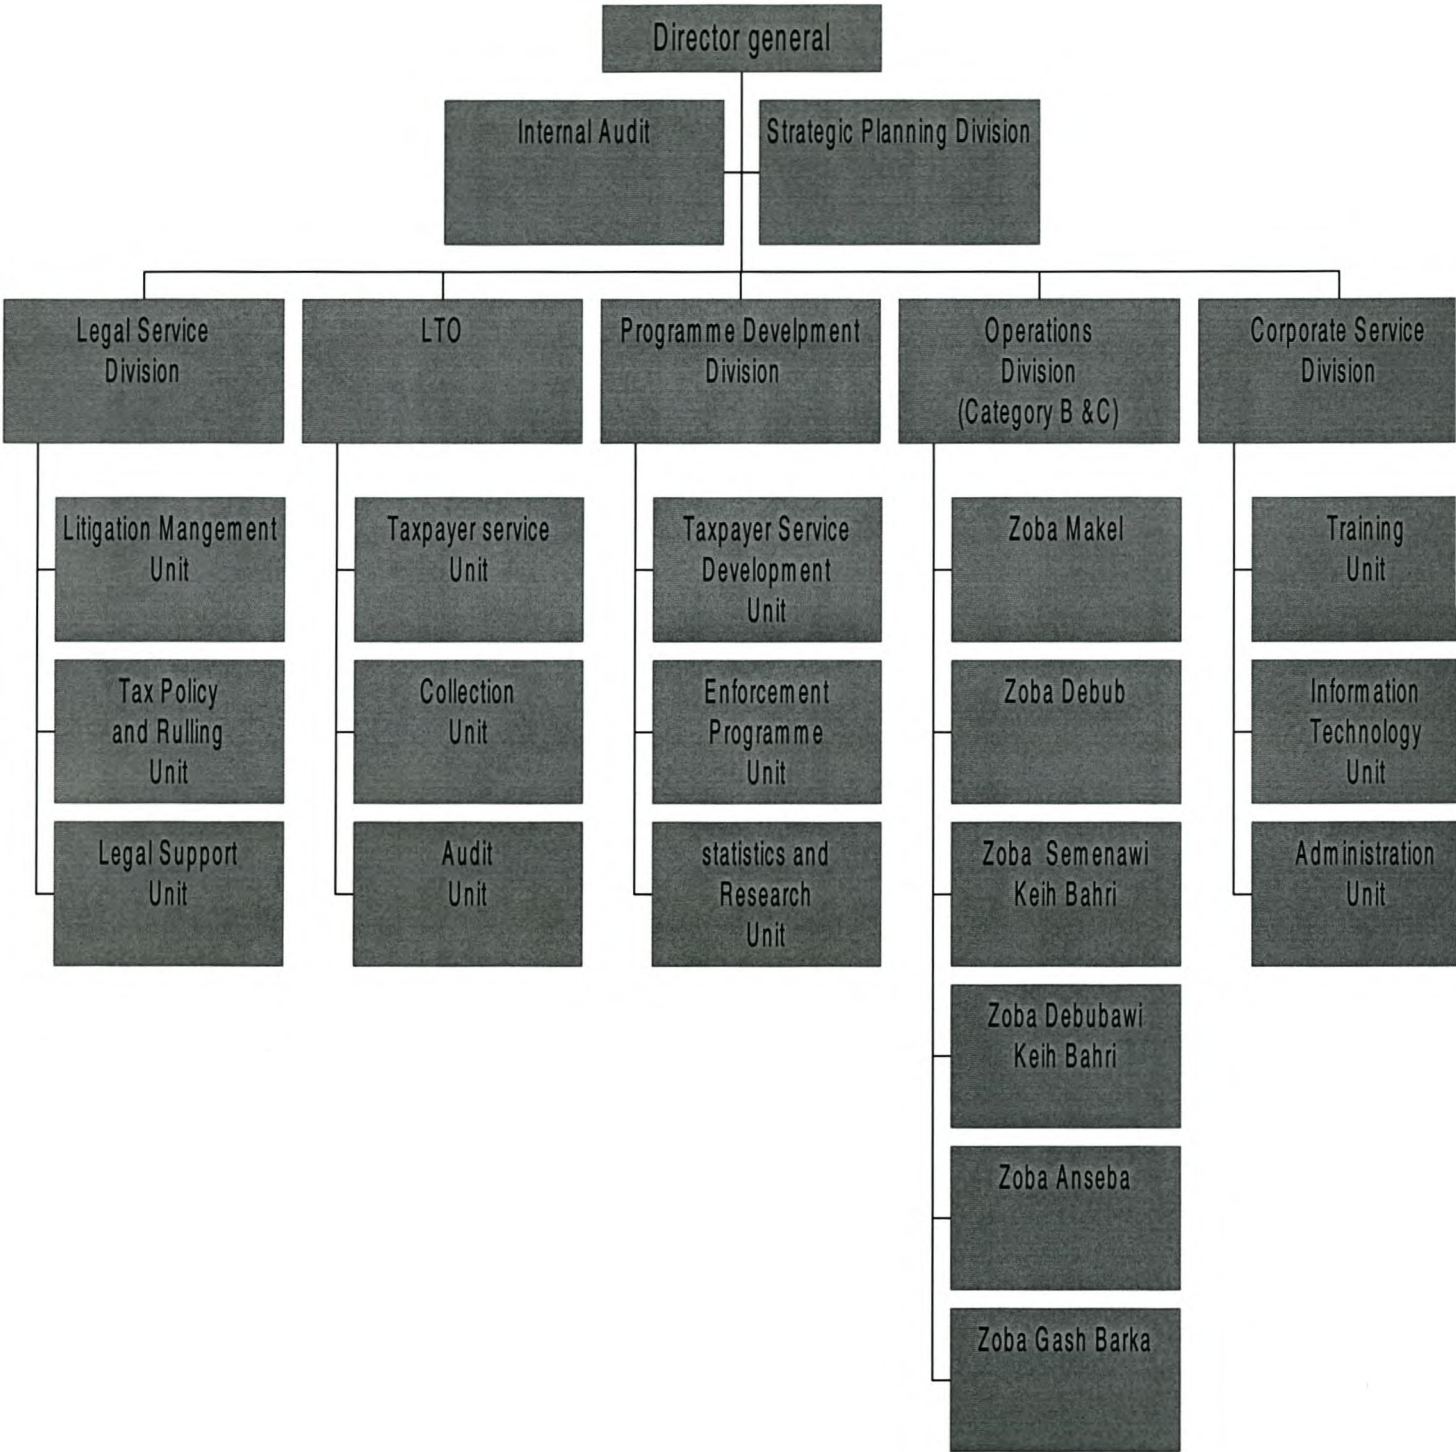 Director general
Internal Audit
Strategic Planning Division
Legal Service
Division
LTO
Programme Develpment
Division
Operations
Division
(Category B &C)
Corporate Service
Division
Litigation Mangement
Unit
Tax Policy
and Rulling
Unit
Legal Support
Unit
Taxpayer service
Unit
Collection
Unit
Audit
Unit
Taxpayer Service
Development
Unit
Enforcement
Programme
Unit
statistics and
Research
Unit
Zoba Makel
Zoba Debub
Zoba Semenawi
Keih Bahri
Zoba Debubawi
Keih Bahri
Zoba Anseba
Zoba Gash Barka
Training
Unit
Information
Technology
Unit
Administration
Unit